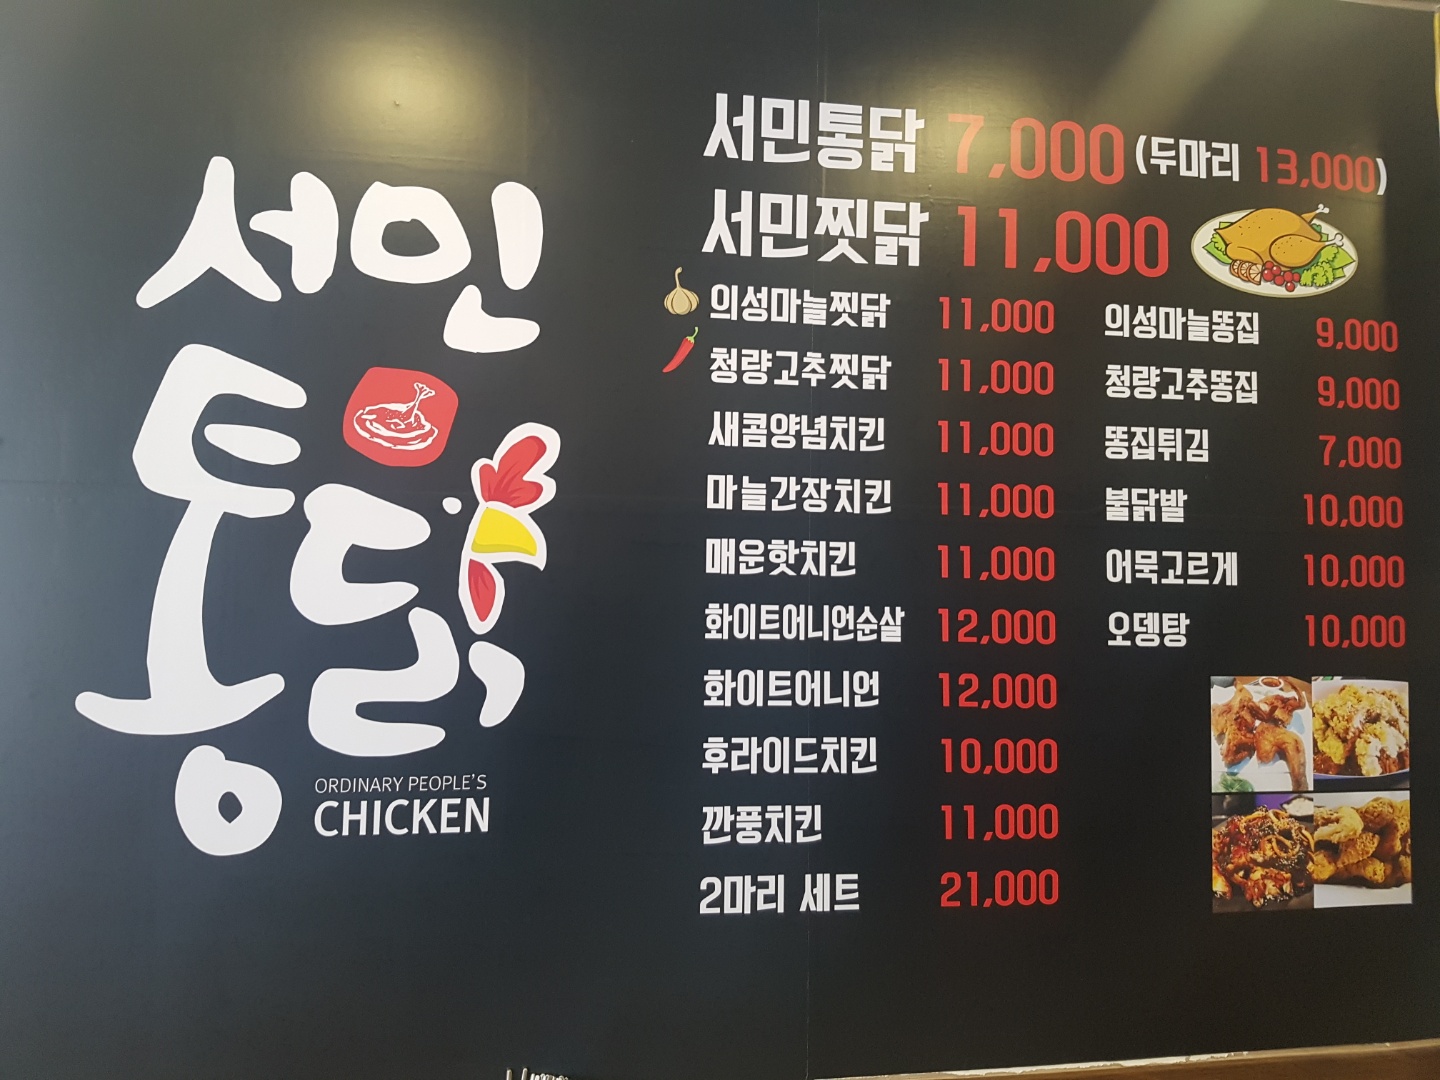 서민
통닭
ORDINARY PEOPLE'S
CHICKEN
서민통닭 7,000 (두마리 13,000)
서민찟닭 11,000
의성마늘찟닭 11,000
청량고추찟닭 11,000
새콤양념치킨 11,000
마늘간장치킨 11,000
매운핫치킨 11,000
화이트어니언순살 12,000
화이트어니언 12,000
후라이드치킨 10,000
깐풍치킨 11,000
2마리 세트 21,000
의성마늘똥집 9,000
청량고추똥집 9,000
똥집튀김 7,000
불닭발 10,000
어묵고르게 10,000
오뎅탕 10,000